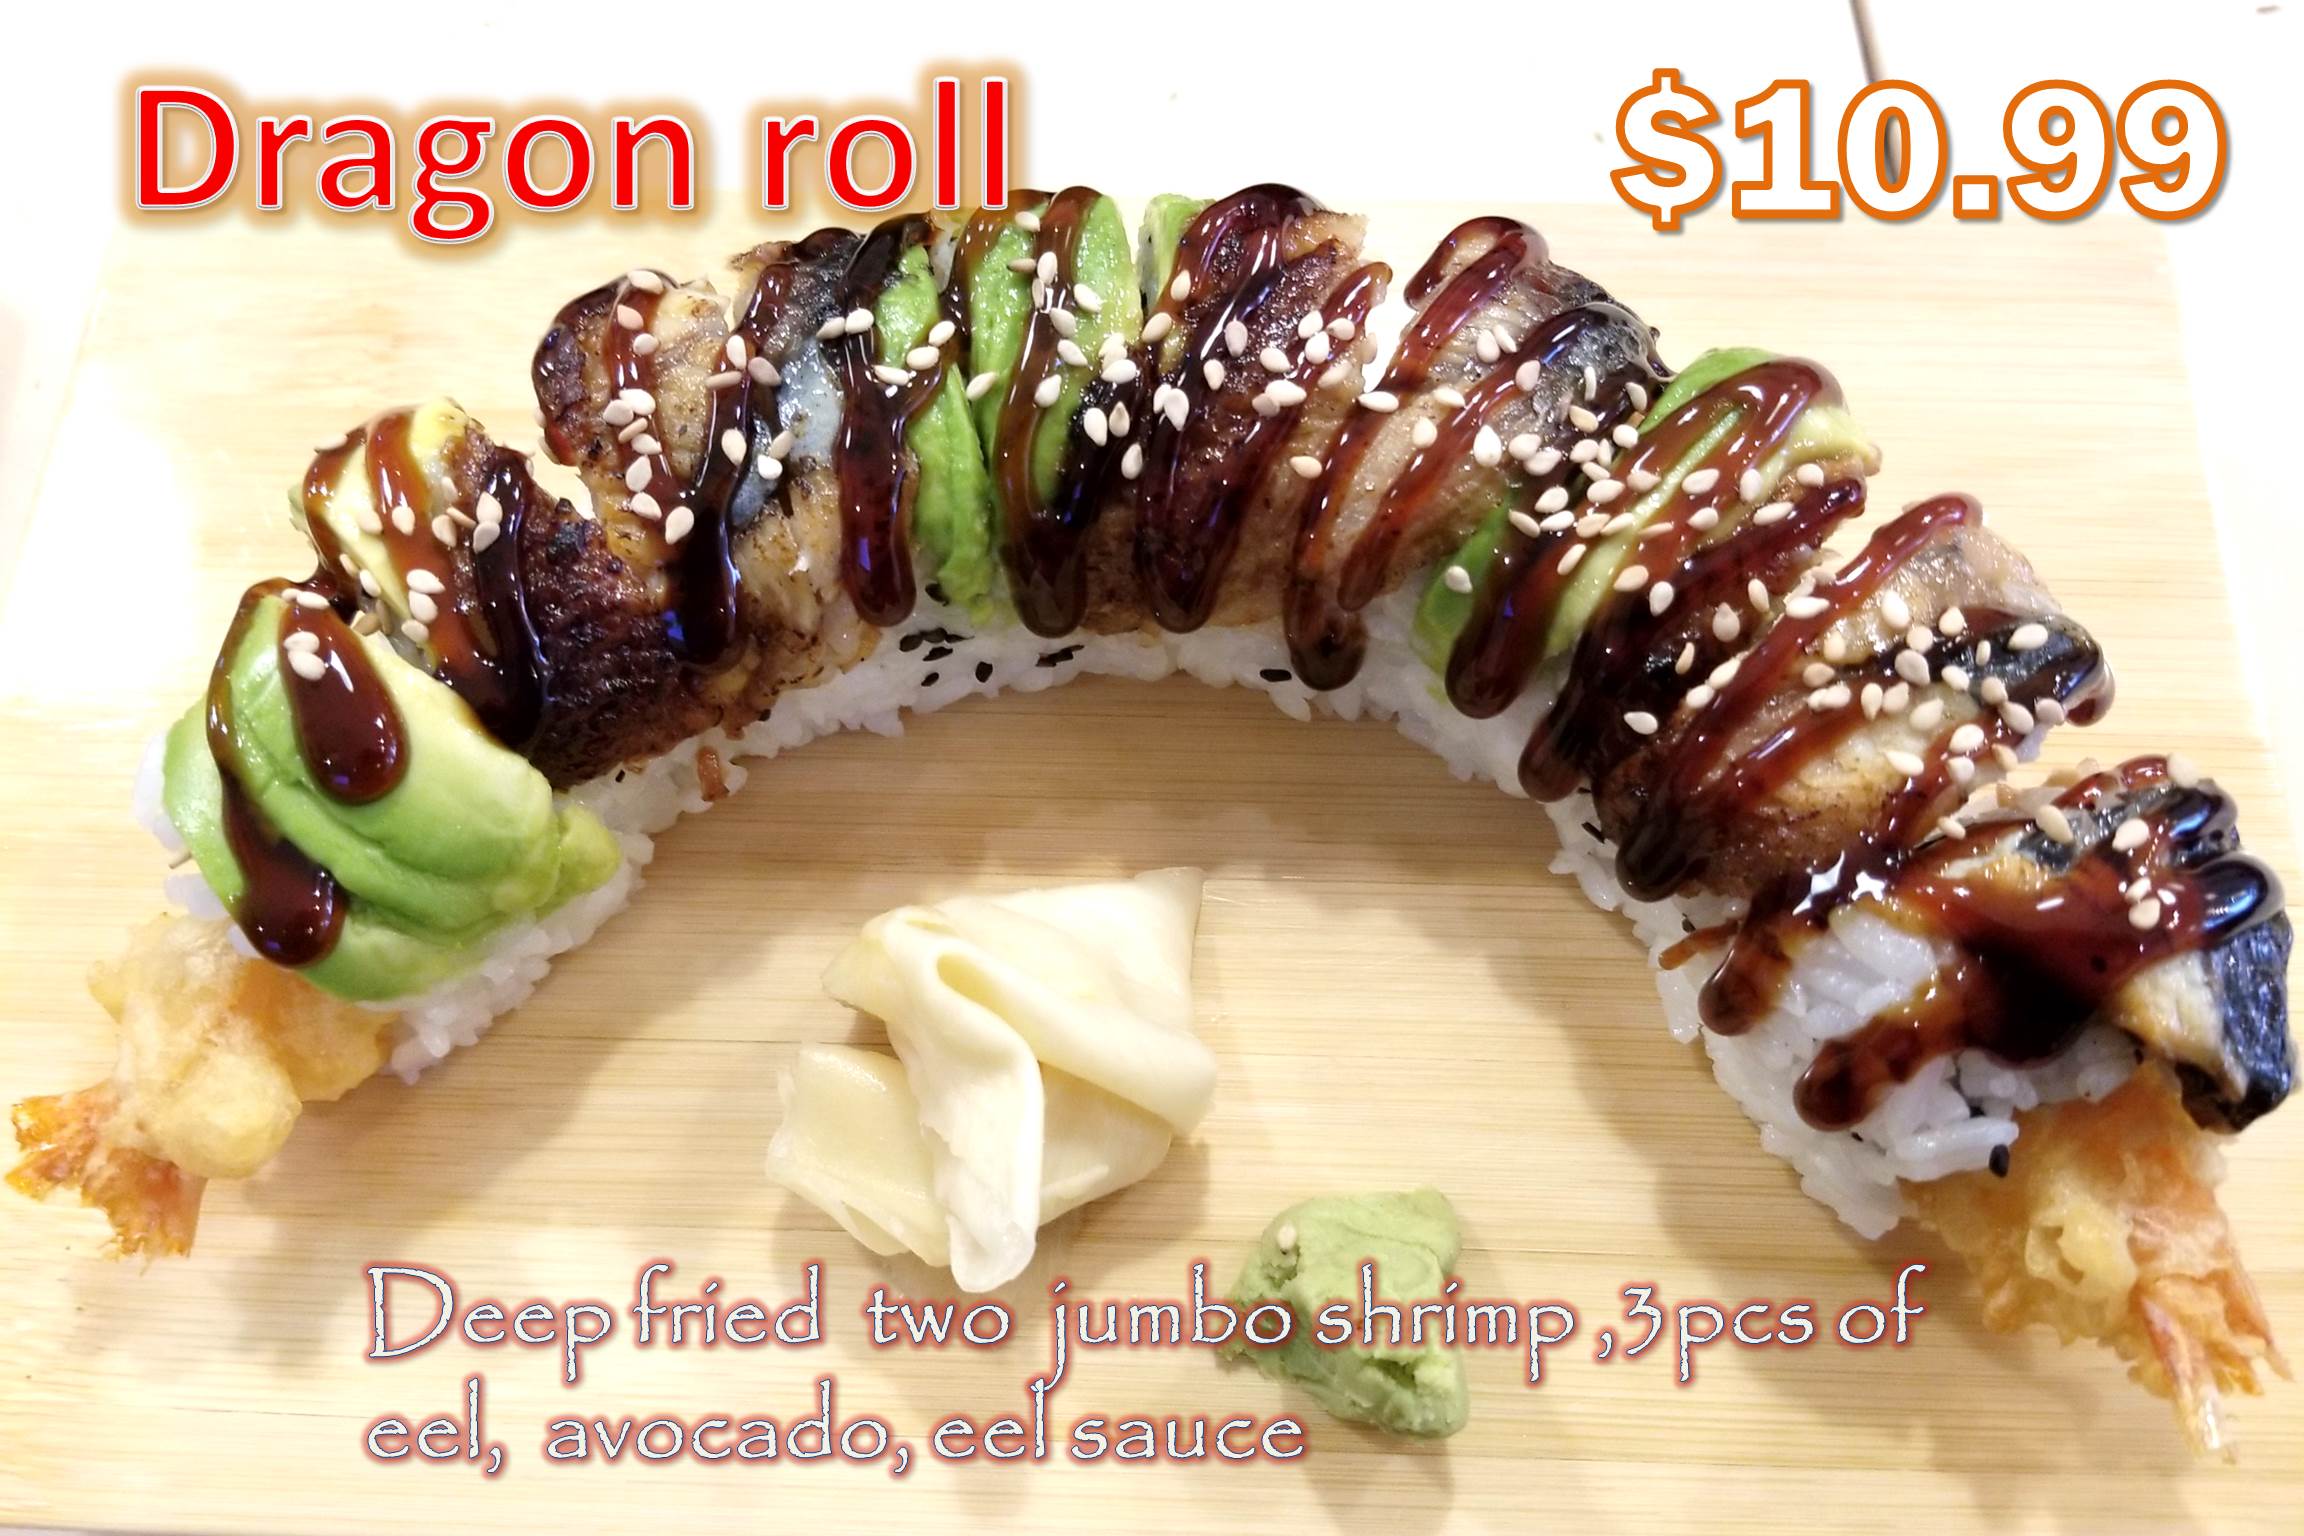 Dragon roll
$10.99
Deep fried two jumbo shrimp ,3pcs of
eel, avocado, eel sauce